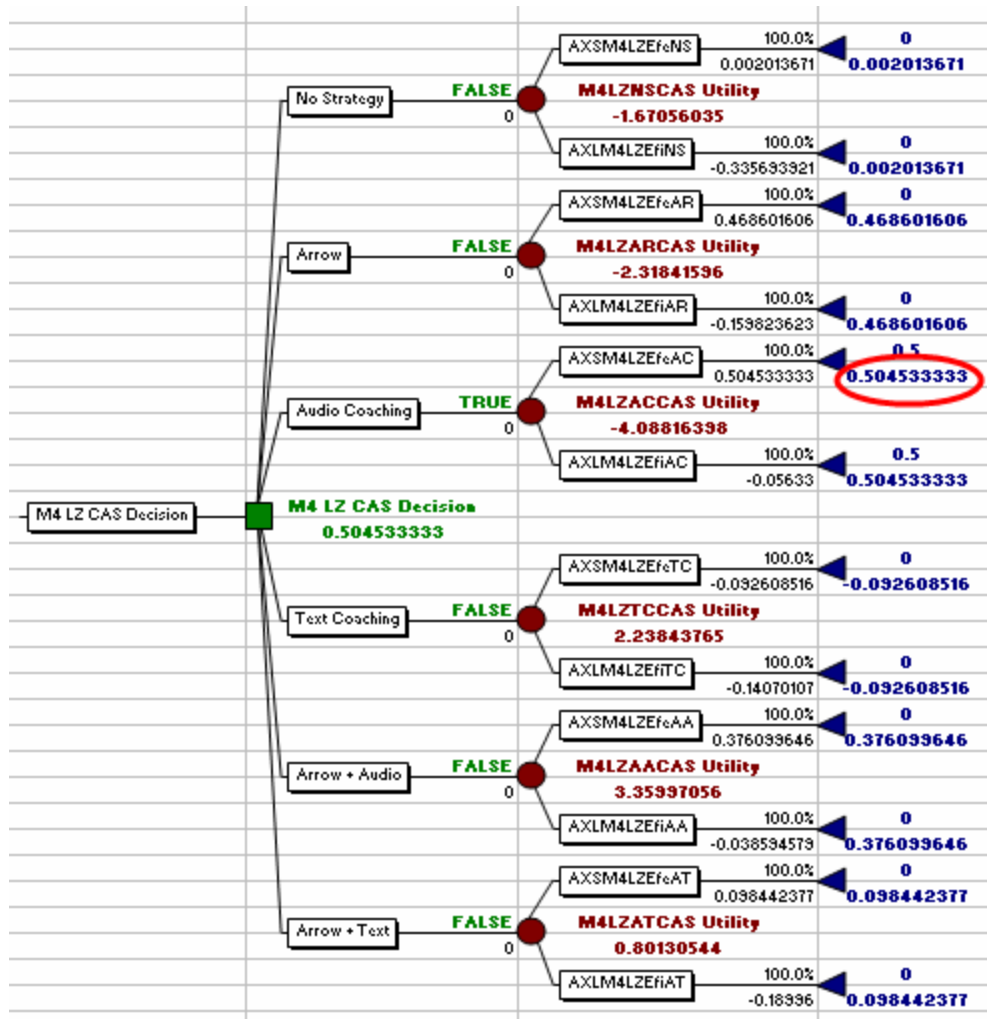 AXSM4LZEfeNS 100.0% 0
0.002013671 0.002013671
No Strategy FALSE M4LZNSCAS Utility
0 -1.67056035
AXLM4LZEfiNS 100.0% 0
-0.335693921 0.002013671
AXSM4LZEfeAR 100.0% 0
0.468601606 0.468601606
Arrow FALSE M4LZARCAS Utility
0 -2.31841596
AXLM4LZEfiAR 100.0% 0
-0.159823623 0.468601606
AXSM4LZEfeAC 100.0% 0.5
0.504533333 0.504533333
Audio Coaching TRUE M4LZACCAS Utility
0 -4.08816398
AXLM4LZEfiAC 100.0% 0.5
-0.05633 0.504533333
M4 LZ CAS Decision M4 LZ CAS Decision
0.504533333
AXSM4LZEfeTC 100.0% 0
-0.092608516 -0.092608516
Text Coaching FALSE M4LZTCCAS Utility
0 2.23843765
AXLM4LZEfiTC 100.0% 0
-0.14070107 -0.092608516
AXSM4LZEfeAA 100.0% 0
0.376099646 0.376099646
Arrow + Audio FALSE M4LZAACAS Utility
0 3.35997056
AXLM4LZEfiAA 100.0% 0
-0.038594579 0.376099646
AXSM4LZEfeAT 100.0% 0
0.098442377 0.098442377
Arrow + Text FALSE M4LZATCAS Utility
0 0.80130544
AXLM4LZEfiAT 100.0% 0
-0.18996 0.098442377